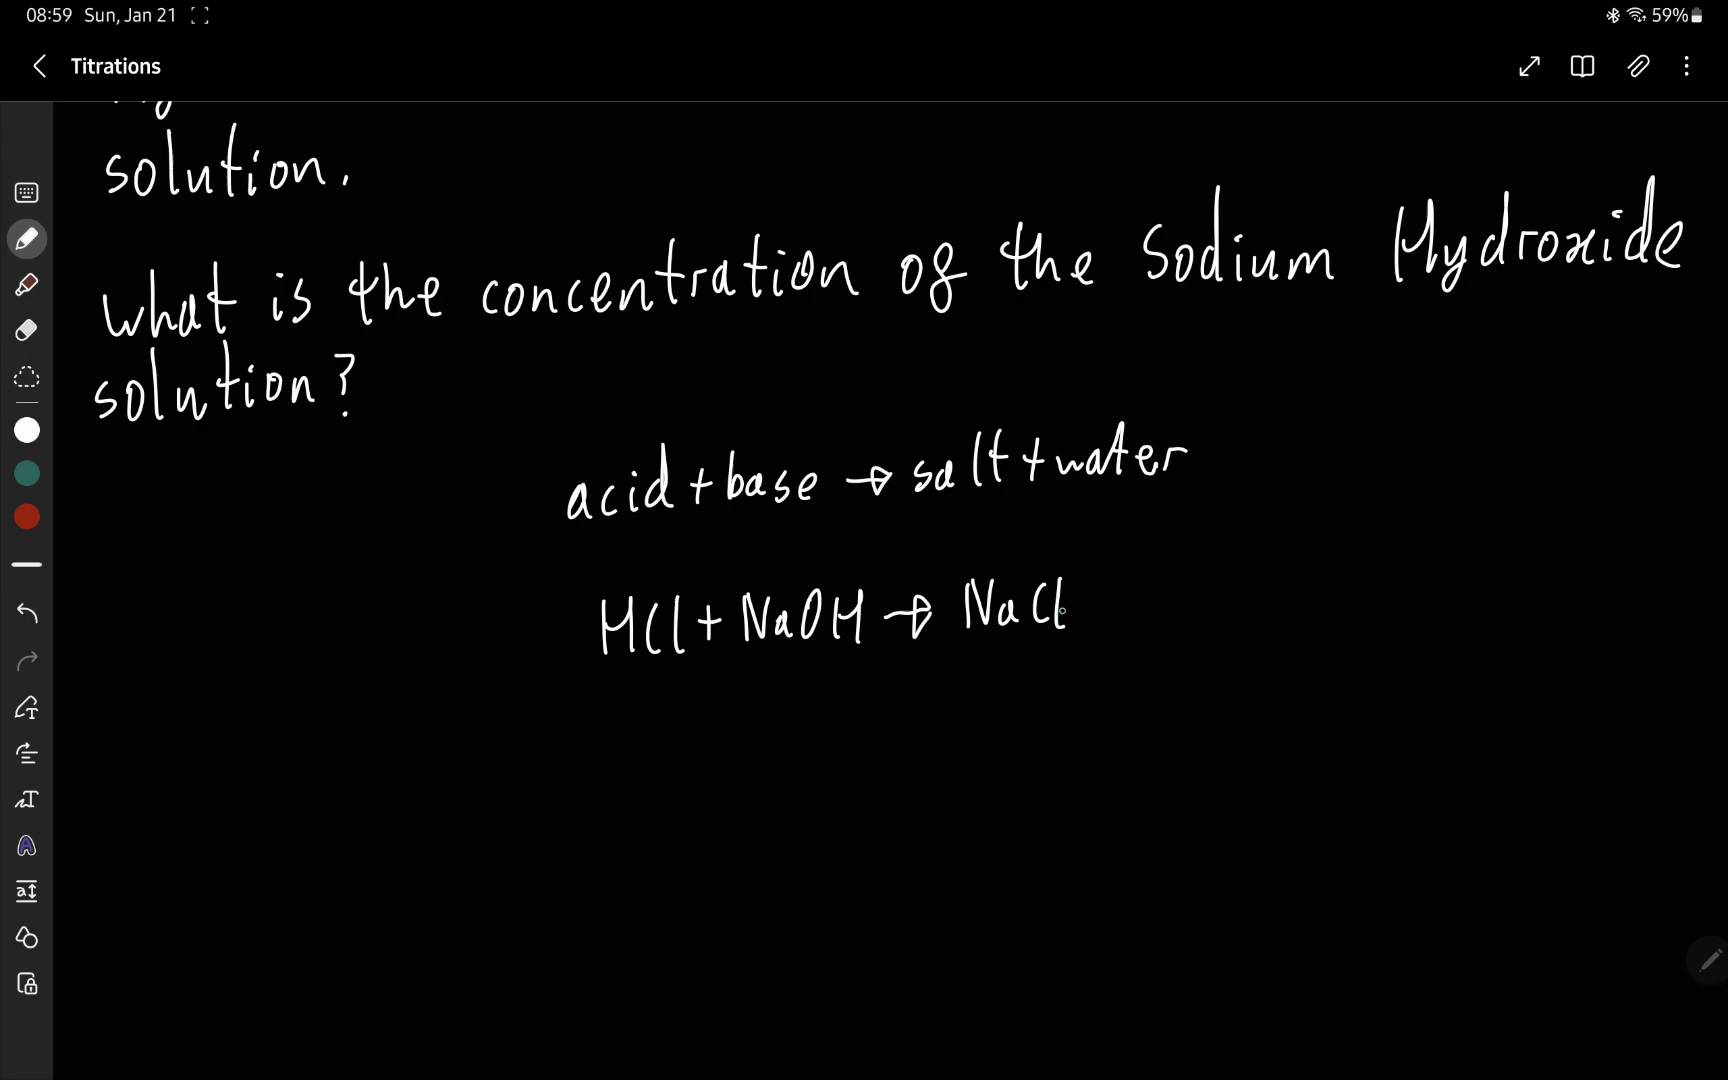 08:59 Sun, Jan 21 59%
Titrations
solution.
What is the concentration of the Sodium Hydroxide
solution?
acid + base → salt + water
HCl + NaOH → NaCl